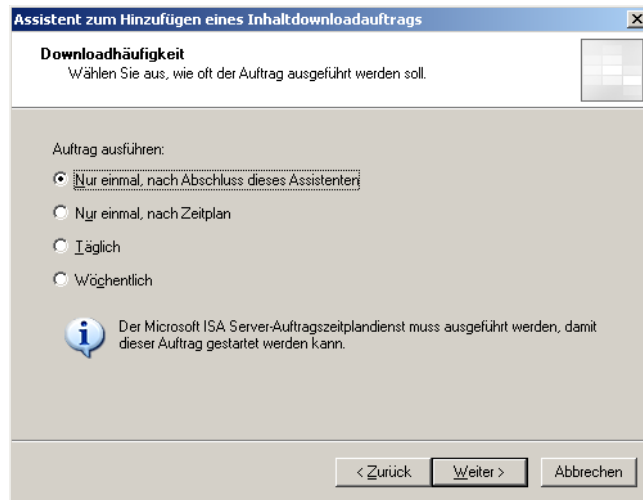 Assistent zum Hinzufügen eines Inhaltdownloadauftrags
Downloadhäufigkeit
Wählen Sie aus, wie oft der Auftrag ausgeführt werden soll.
Auftrag ausführen:
Nur einmal, nach Abschluss dieses Assistenten
Nur einmal, nach Zeitplan
Täglich
Wöchentlich
Der Microsoft ISA Server-Auftragszeitplandienst muss ausgeführt werden, damit
dieser Auftrag gestartet werden kann.
< Zurück Weiter > Abbrechen